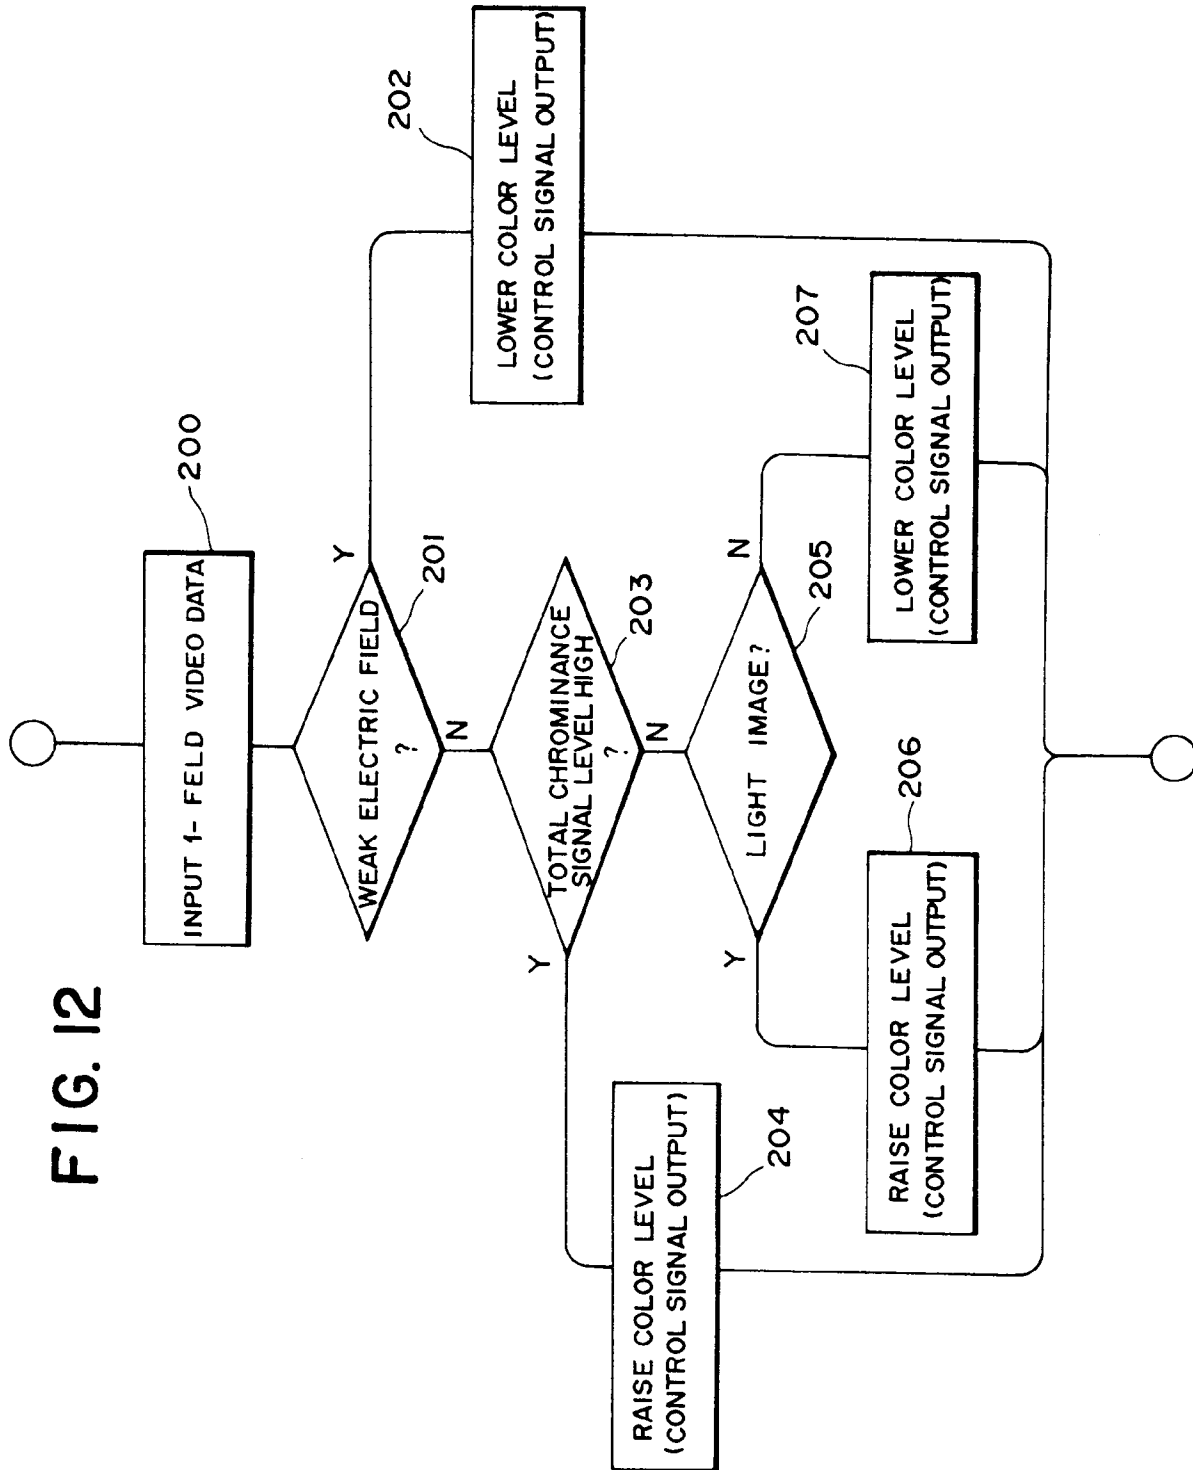 FIG. 12
INPUT 1- FELD VIDEO DATA
200
WEAK ELECTRIC FIELD
?
201
Y
N
LOWER COLOR LEVEL
(CONTROL SIGNAL OUTPUT)
202
TOTAL CHROMINANCE
SIGNAL LEVEL HIGH
?
203
Y
N
RAISE COLOR LEVEL
(CONTROL SIGNAL OUTPUT)
204
LIGHT IMAGE?
205
Y
N
RAISE COLOR LEVEL
(CONTROL SIGNAL OUTPUT)
206
LOWER COLOR LEVEL
(CONTROL SIGNAL OUTPUT)
207